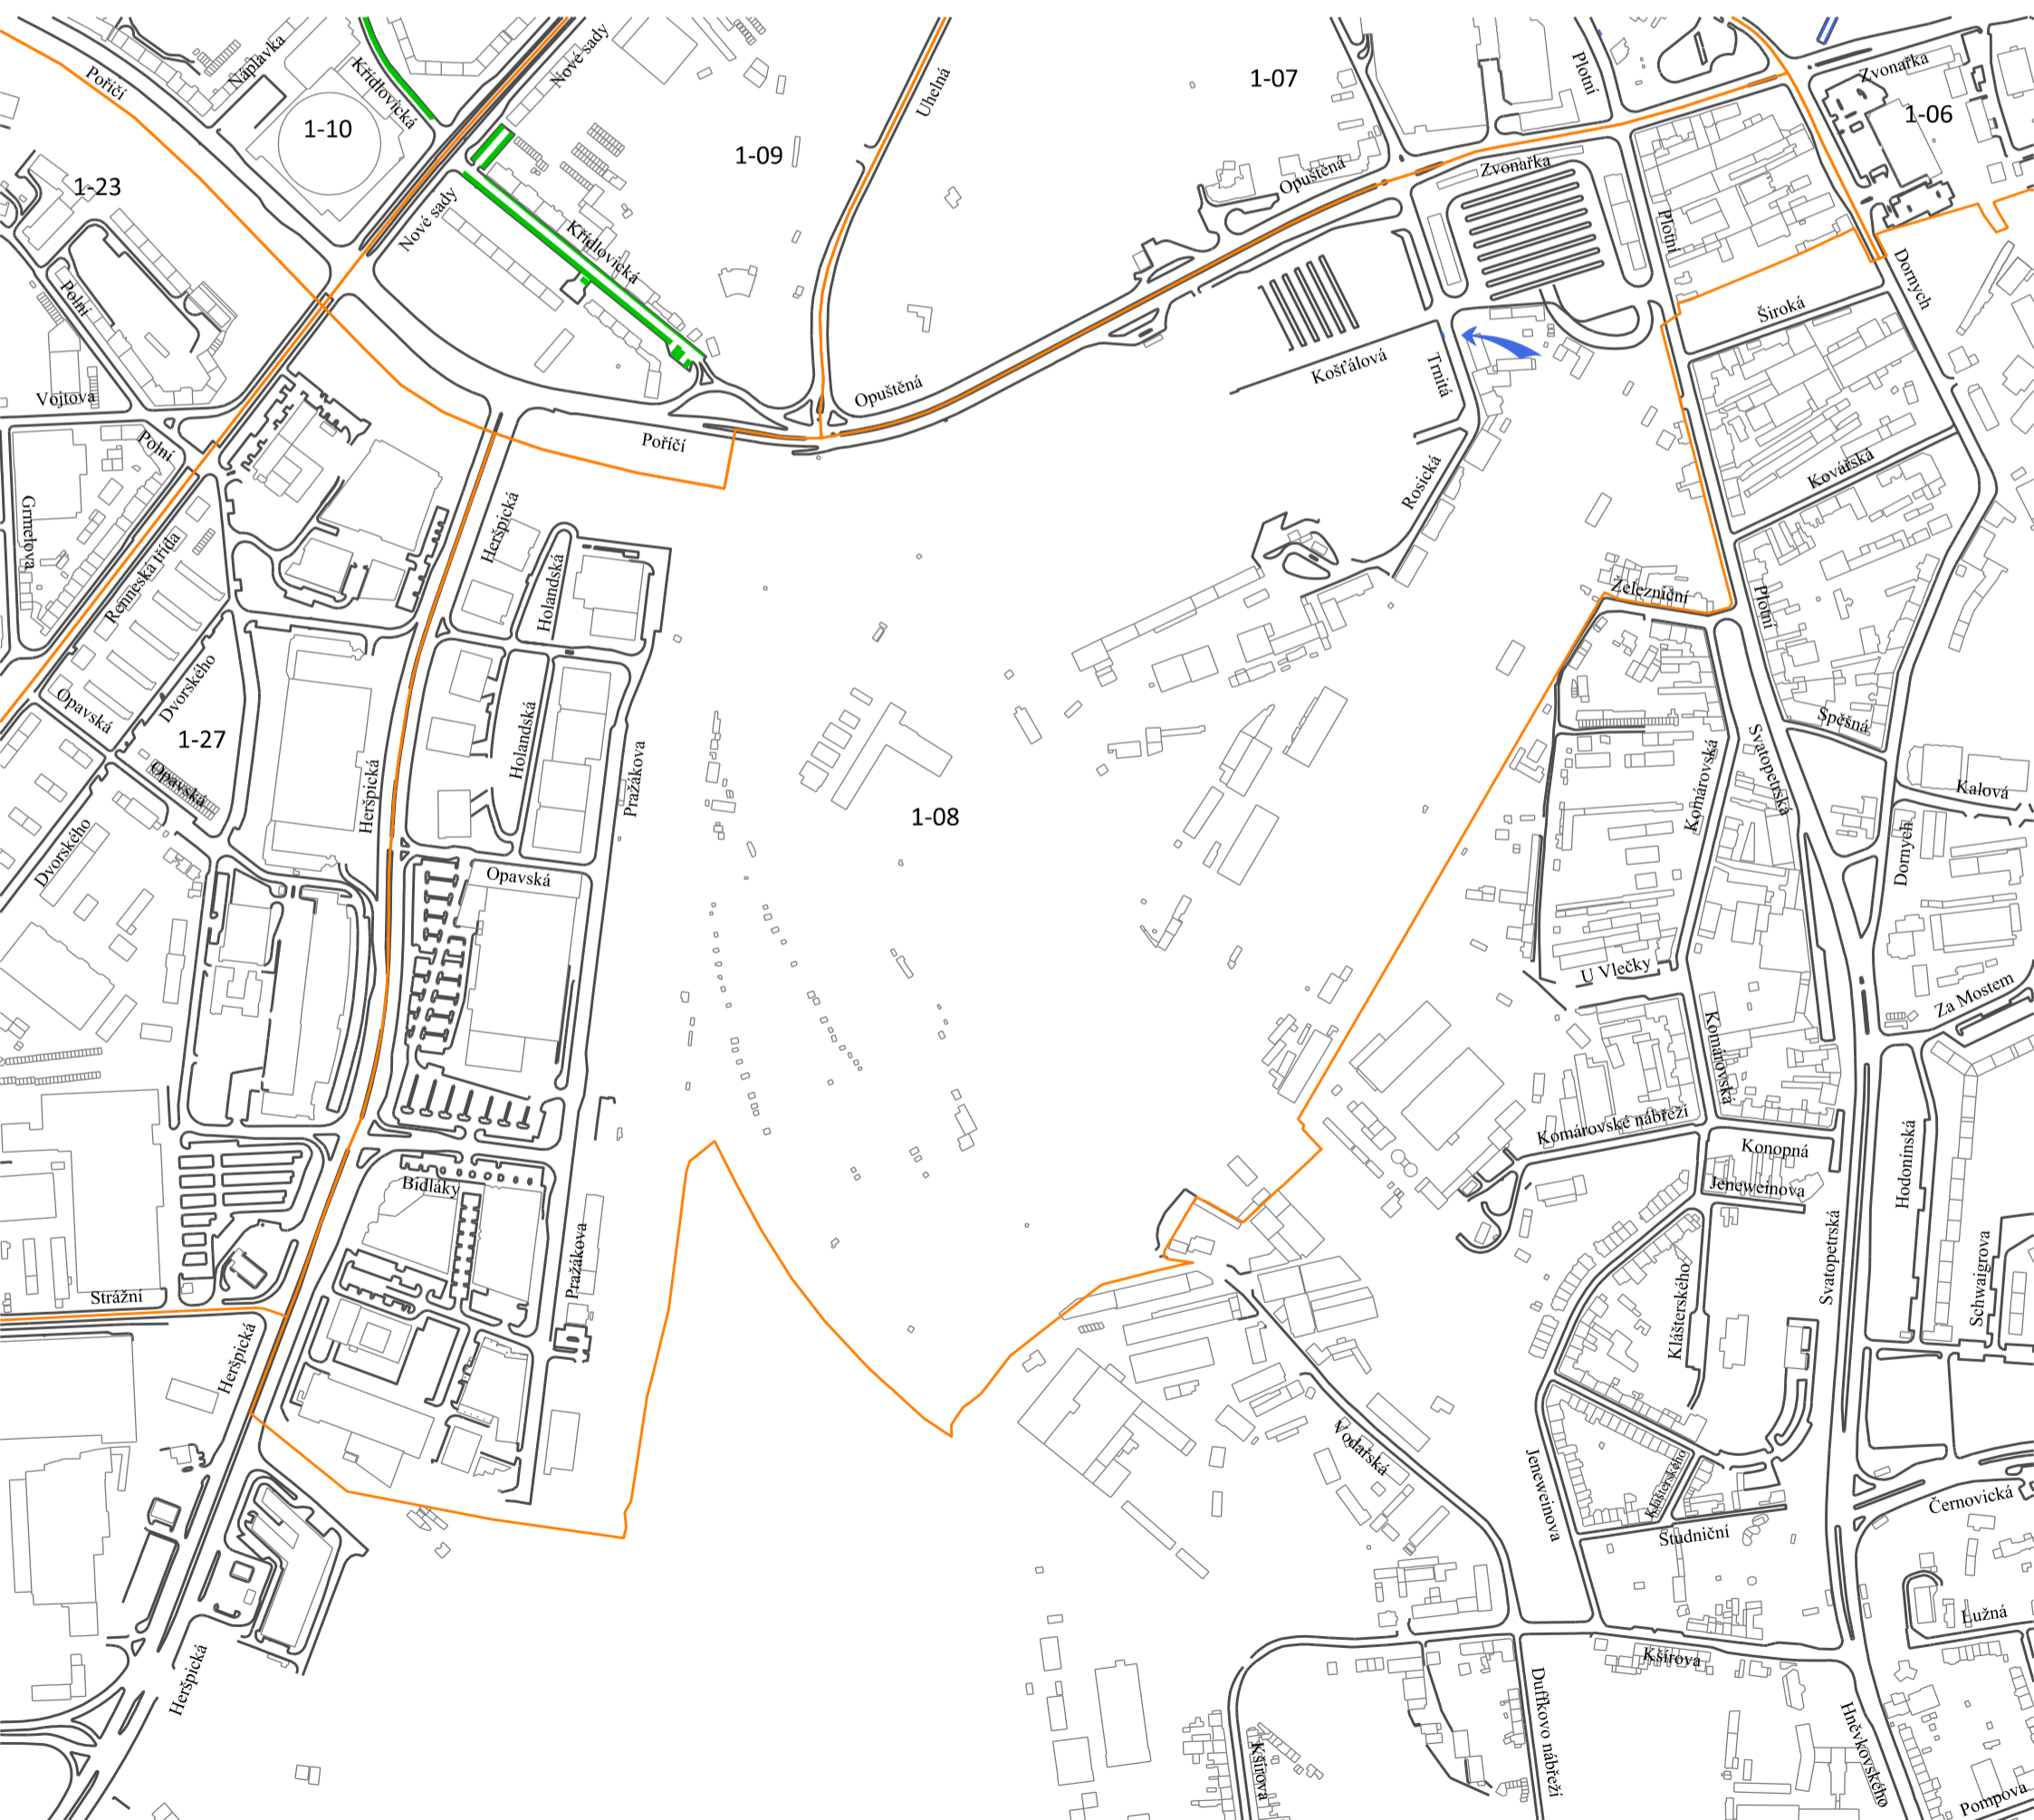 Náplavka
Poříčí
Křídlovická
Nové sady
1-10
1-23
1-09
Uhelná
1-07
Plotní
Zvonařka
1-06
Opuštěná
Zvonařka
Nové sady
Křídlovická
Plotní
Dornych
Polní
Široká
Košťálová
Trnitá
Vojtova
Opuštěná
Polní
Poříčí
Kovářská
Rosická
Grmelova
Heršpická
Renneská třída
Holandská
Železniční
Plotní
Dvorského
Opavská
1-27
Holandská
Pražákova
Spěšná
Svatopetrská
Komárovská
Opavská
Heršpická
Kalová
1-08
Dvorského
Dornych
Opavská
U Vlečky
Za Mostem
Komárovská
Komárovské nábřeží
Konopná
Hodonínská
Bidláky
Jeneweinova
Pražákova
Svatopetrská
Schwaigrova
Strážní
Klášterského
Heršpická
Vodařská
Jeneweinova
Klášterského
Černovická
Studniční
Lužná
Heršpická
Kšírova
Duffkovo nábřeží
Kšírova
Hněvkovského
Pompova